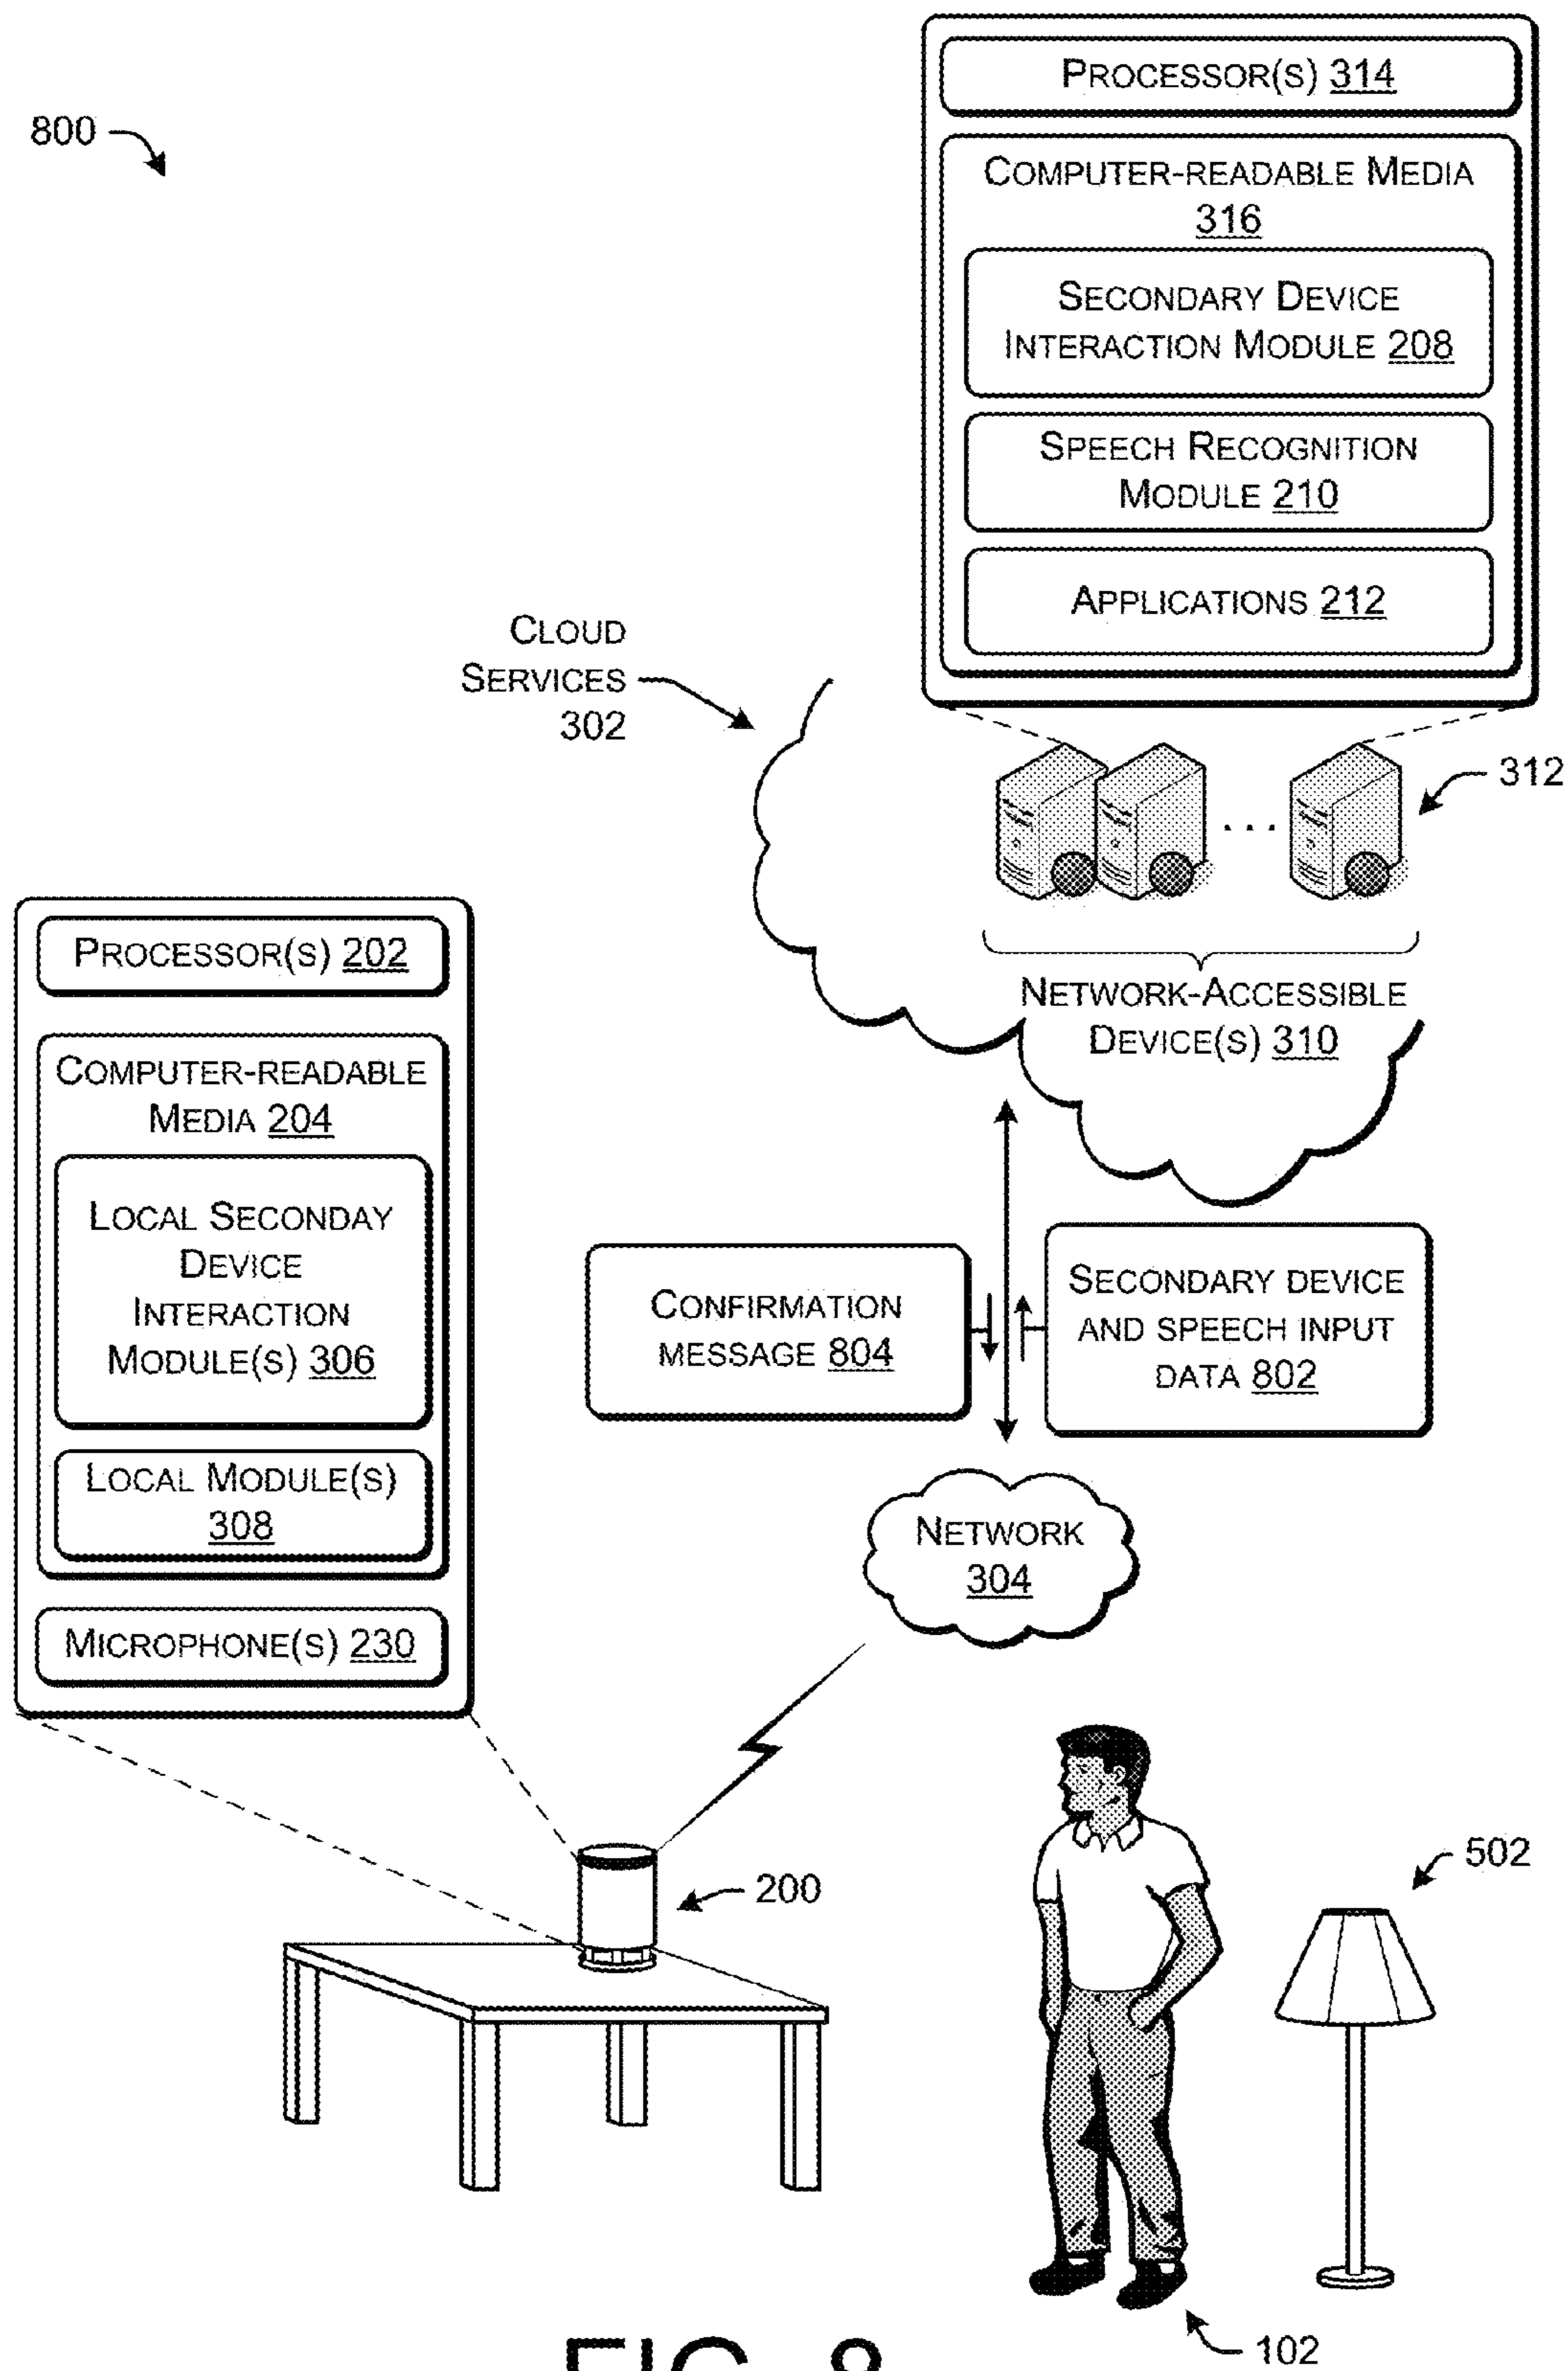 800
PROCESSOR(S) 314
COMPUTER-READABLE MEDIA
316
SECONDARY DEVICE
INTERACTION MODULE 208
SPEECH RECOGNITION
MODULE 210
APPLICATIONS 212
CLOUD
SERVICES
302
312
NETWORK-ACCESSIBLE
DEVICE(S) 310
PROCESSOR(S) 202
COMPUTER-READABLE
MEDIA 204
LOCAL SECONDAY
DEVICE
INTERACTION
MODULE(S) 306
LOCAL MODULE(S)
308
MICROPHONE(S) 230
CONFIRMATION
MESSAGE 804
SECONDARY DEVICE
AND SPEECH INPUT
DATA 802
NETWORK
304
200
502
102
FIG. 8